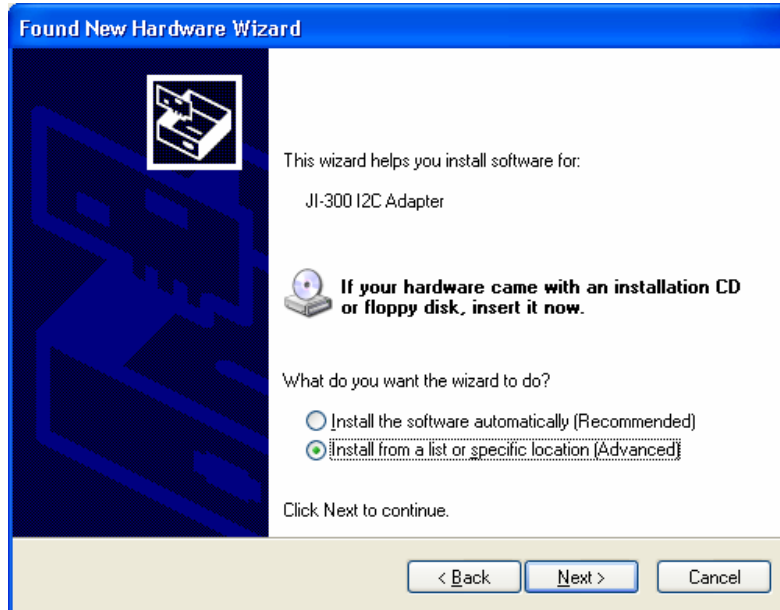 Found New Hardware Wizard
This wizard helps you install software for:
JI-300 I2C Adapter
If your hardware came with an installation CD
or floppy disk, insert it now.
What do you want the wizard to do?
Install the software automatically (Recommended)
Install from a list or specific location (Advanced)
Click Next to continue.
< Back Next > Cancel